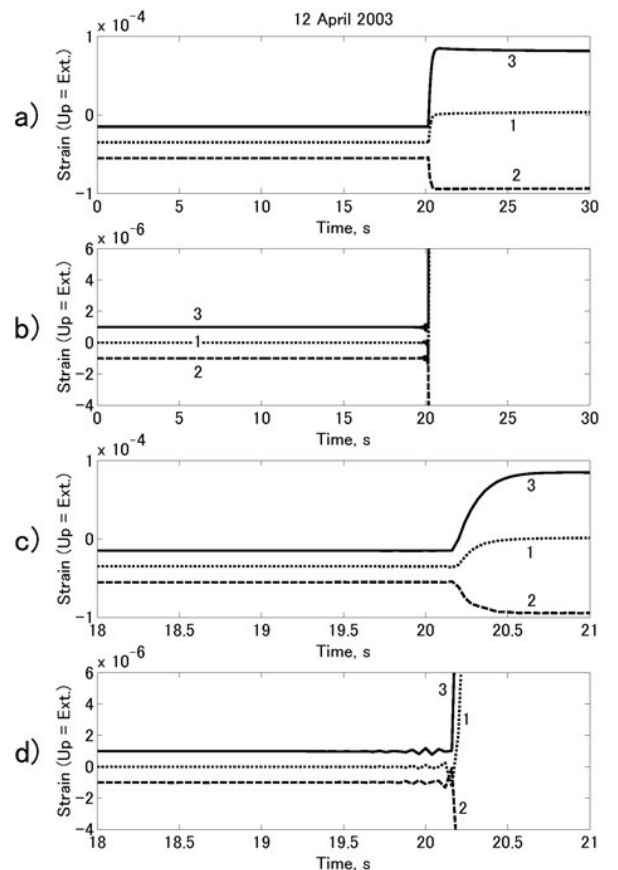 12 April 2003
x 10⁻⁴
a)
Strain (Up = Ext.)
1
0
−1
3
1
2
0 5 10 15 20 25 30
Time, s
x 10⁻⁶
b)
Strain (Up = Ext.)
6
4
2
0
−2
−4
3
1
2
0 5 10 15 20 25 30
Time, s
x 10⁻⁴
c)
Strain (Up = Ext.)
1
0
−1
3
1
2
18 18.5 19 19.5 20 20.5 21
Time, s
x 10⁻⁶
d)
Strain (Up = Ext.)
6
4
2
0
−2
−4
3
1
2
18 18.5 19 19.5 20 20.5 21
Time, s